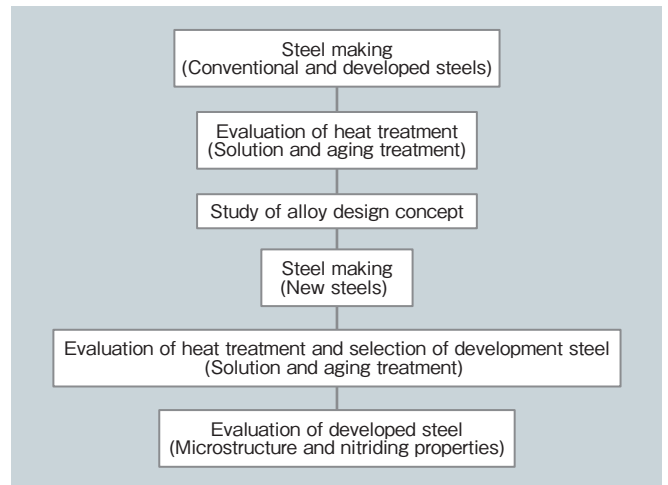 Steel making
(Conventional and developed steels)
Evaluation of heat treatment
(Solution and aging treatment)
Study of alloy design concept
Steel making
(New steels)
Evaluation of heat treatment and selection of development steel
(Solution and aging treatment)
Evaluation of developed steel
(Microstructure and nitriding properties)